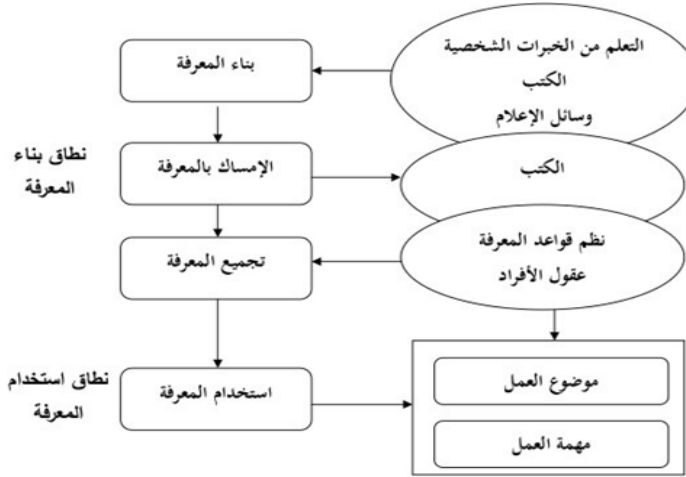 التعلم من الخبرات الشخصية
الكتب
وسائل الإعلام
بناء المعرفة
نطاق بناء
المعرفة
الإمساك بالمعرفة
الكتب
تجميع المعرفة
نظم قواعد المعرفة
عقول الأفراد
نطاق استخدام
المعرفة
استخدام المعرفة
موضوع العمل
مهمة العمل